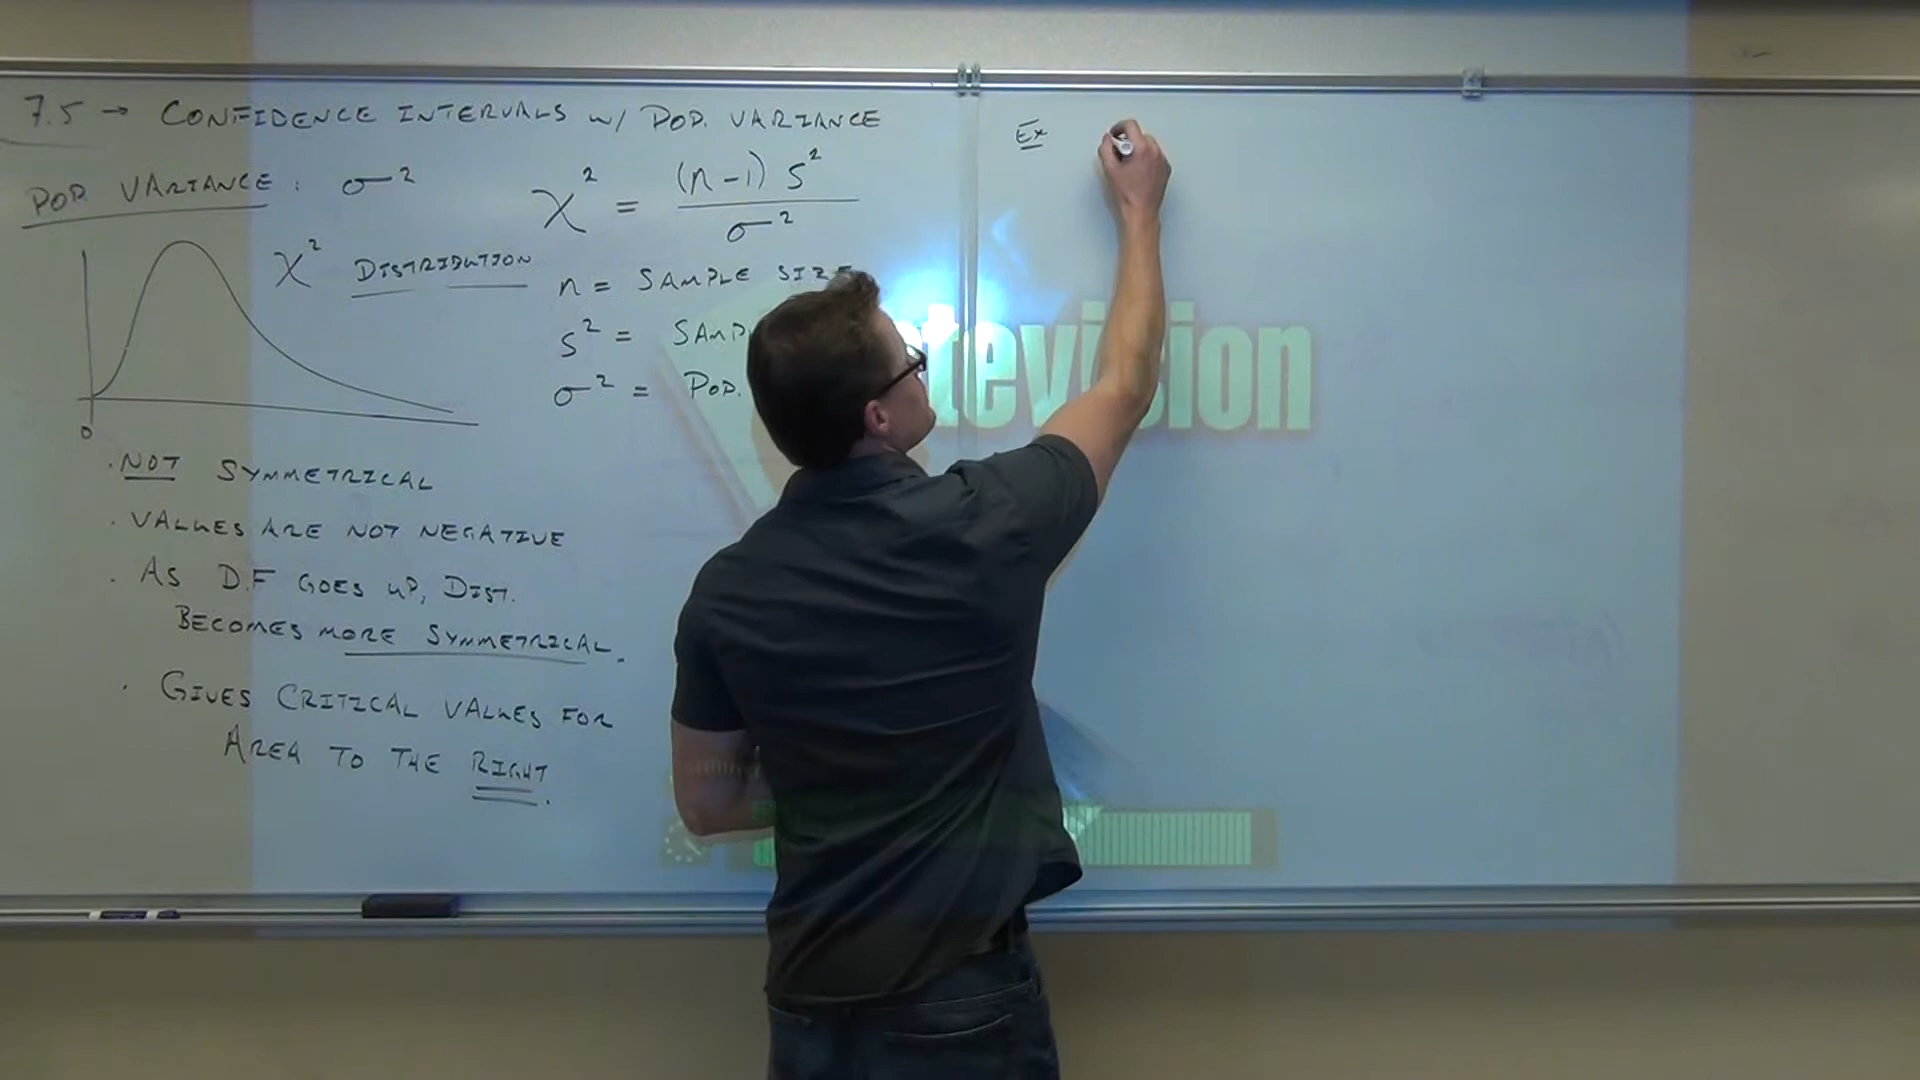 7.5 → CONFIDENCE INTERVALS w/ POP. VARIANCE
POP. VARIANCE : σ²
χ² = (n-1) s² / σ²
χ² DISTRIBUTION
0
n = SAMPLE SIZE
s² =
σ² = POP.
· NOT SYMMETRICAL
· VALUES ARE NOT NEGATIVE
· AS D.F GOES UP, DIST.
BECOMES MORE SYMMETRICAL.
· GIVES CRITICAL VALUES FOR
AREA TO THE RIGHT.
Ex